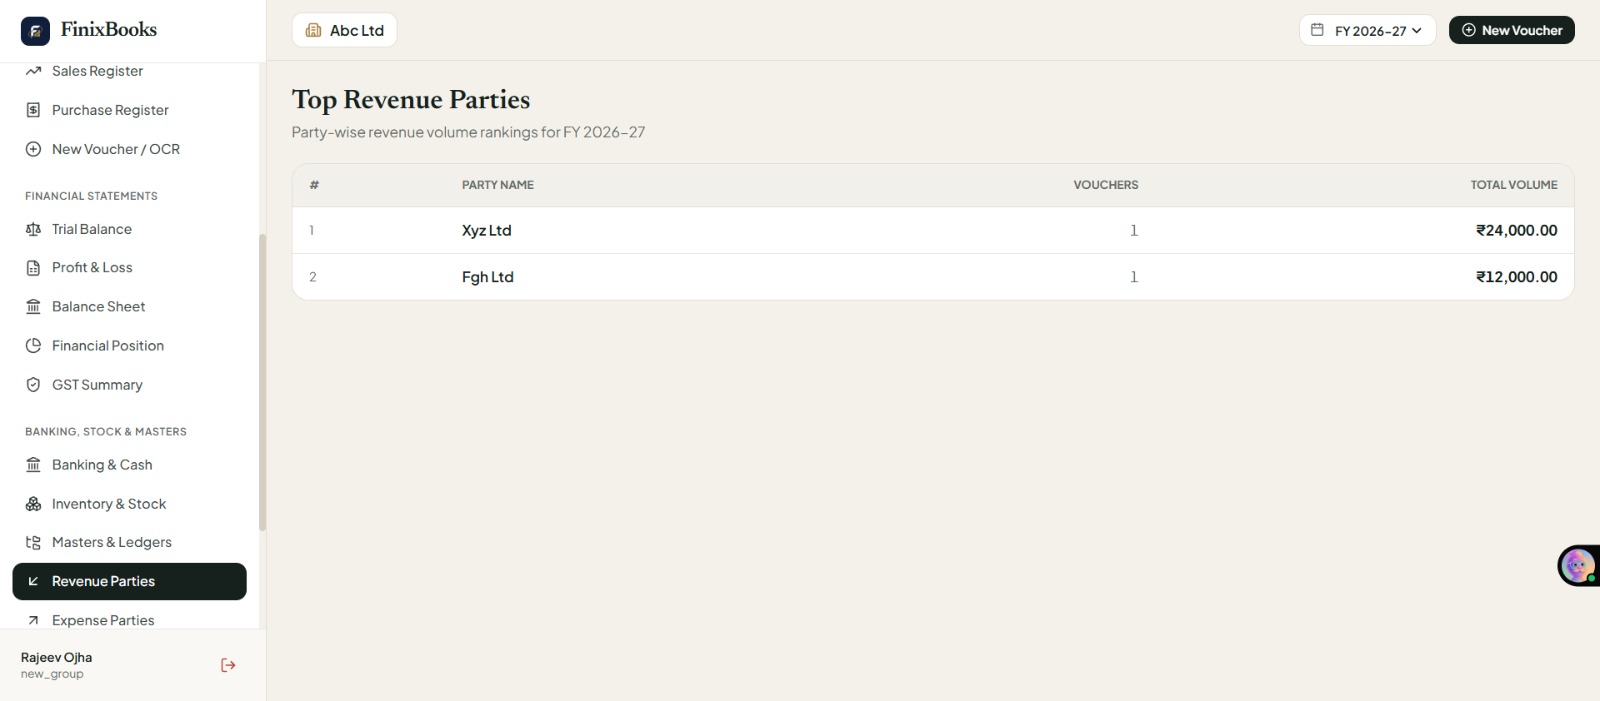 FinixBooks
Abc Ltd
FY 2026-27
New Voucher
Sales Register
Purchase Register
New Voucher / OCR
FINANCIAL STATEMENTS
Trial Balance
Profit & Loss
Balance Sheet
Financial Position
GST Summary
BANKING, STOCK & MASTERS
Banking & Cash
Inventory & Stock
Masters & Ledgers
Revenue Parties
Expense Parties
Rajeev Ojha
new_group
Top Revenue Parties
Party-wise revenue volume rankings for FY 2026-27
# PARTY NAME VOUCHERS TOTAL VOLUME
1 Xyz Ltd 1 ₹24,000.00
2 Fgh Ltd 1 ₹12,000.00